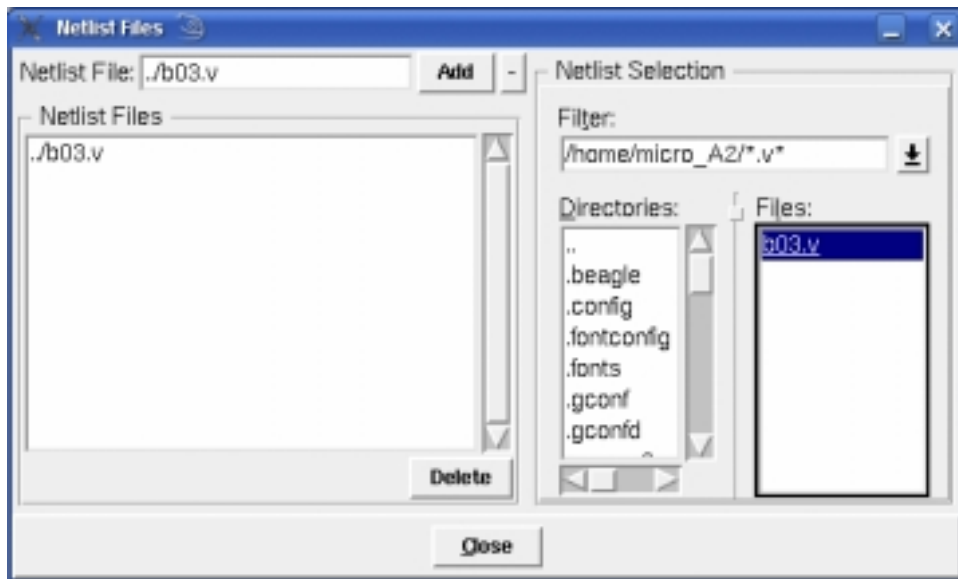 Netlist Files
Netlist File: ./b03.v Add -
Netlist Files
./b03.v
Delete
Netlist Selection
Filter:
/home/micro_A2/*.v*
Directories:
..
.beagle
.config
.fontconfig
.fonts
.gconf
.gconfd
Files:
b03.v
Close